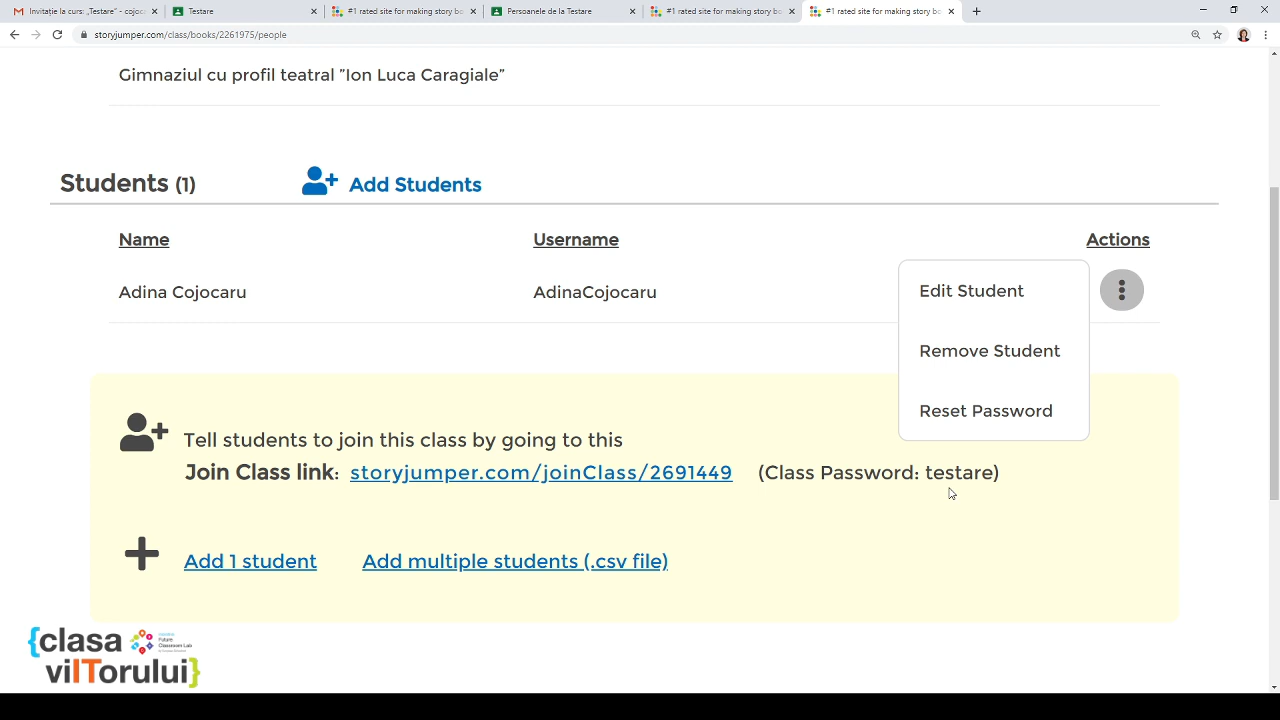 Invitație la curs: „Testare” - cojoc
Testare
#1 rated site for making story bo
Persoanele de la Testare
#1 rated site for making story bo
#1 rated site for making story bo
storyjumper.com/class/books/2261975/people
Gimnaziul cu profil teatral ”Ion Luca Caragiale”
Students (1)
Add Students
Name
Username
Actions
Adina Cojocaru
AdinaCojocaru
Edit Student
Remove Student
Reset Password
Tell students to join this class by going to this
Join Class link: storyjumper.com/joinClass/2691449 (Class Password: testare)
Add 1 student
Add multiple students (.csv file)
{clasa
viITorului}
Future
Classroom Lab